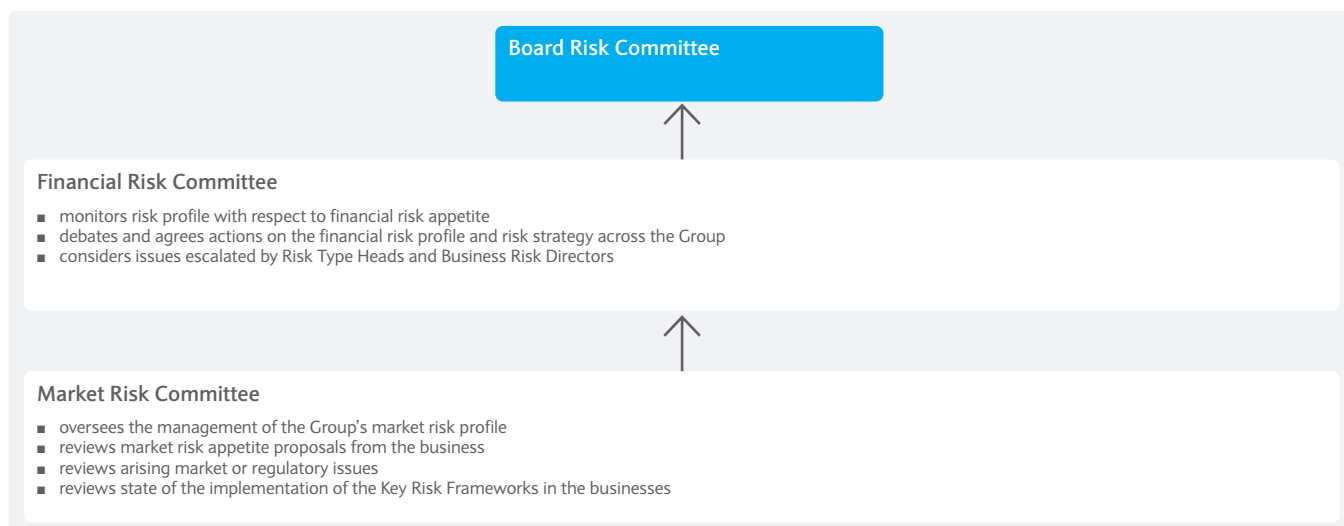 Board Risk Committee
Financial Risk Committee
■ monitors risk profile with respect to financial risk appetite
■ debates and agrees actions on the financial risk profile and risk strategy across the Group
■ considers issues escalated by Risk Type Heads and Business Risk Directors
Market Risk Committee
■ oversees the management of the Group’s market risk profile
■ reviews market risk appetite proposals from the business
■ reviews arising market or regulatory issues
■ reviews state of the implementation of the Key Risk Frameworks in the businesses